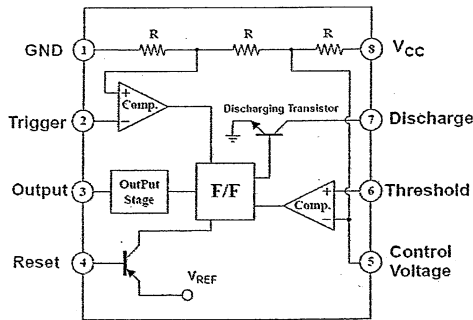 GND 1 R R R 8 VCC
+
Comp.
−
Trigger 2
Discharging Transistor
7 Discharge
Output 3
OutPut
Stage
F/F
+
Comp.
−
6 Threshold
Reset 4
VREF
5 Control
Voltage